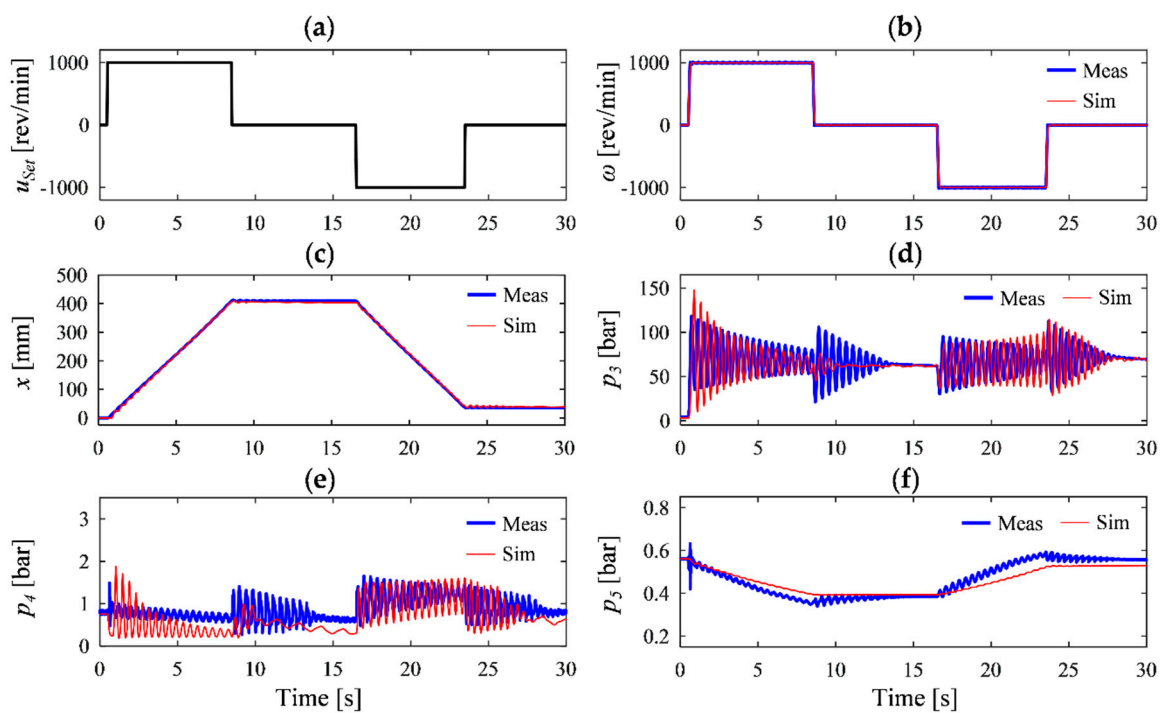 (a)
1000
0
-1000
u_Set [rev/min]
0 5 10 15 20 25 30
(b)
1000
0
-1000
ω [rev/min]
Meas
Sim
0 5 10 15 20 25 30
(c)
500
400
300
200
100
0
x [mm]
Meas
Sim
0 5 10 15 20 25 30
(d)
150
100
50
0
p3 [bar]
Meas Sim
0 5 10 15 20 25 30
(e)
3
2
1
0
p4 [bar]
Meas
Sim
0 5 10 15 20 25 30
Time [s]
(f)
0.8
0.6
0.4
0.2
p5 [bar]
Meas Sim
0 5 10 15 20 25 30
Time [s]